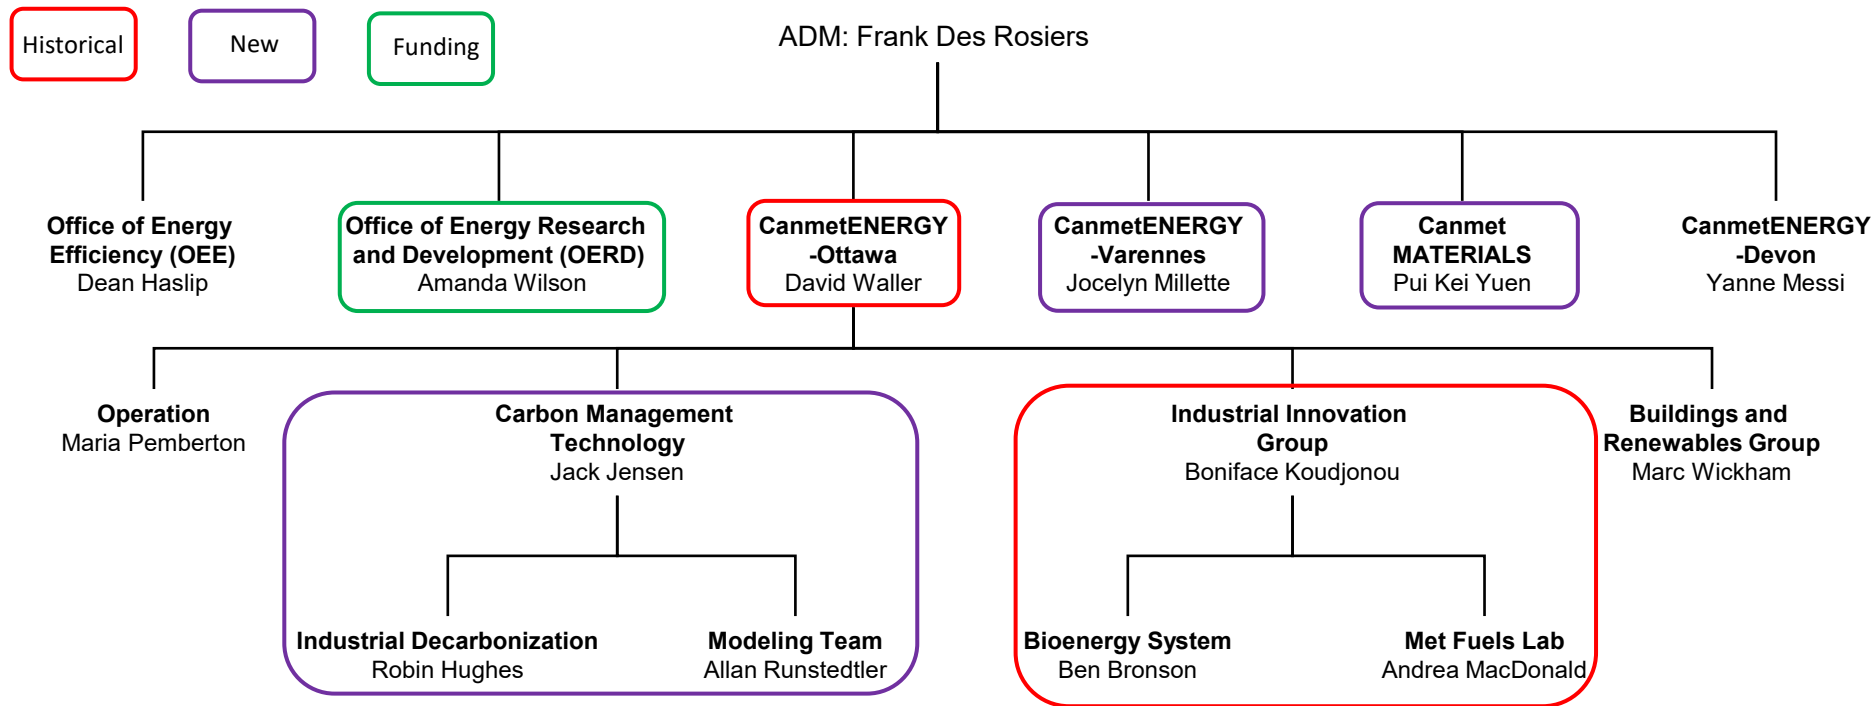 Historical
New
Funding
ADM: Frank Des Rosiers
Office of Energy
Efficiency (OEE)
Dean Haslip
Office of Energy Research
and Development (OERD)
Amanda Wilson
CanmetENERGY
-Ottawa
David Waller
CanmetENERGY
-Varennes
Jocelyn Millette
Canmet
MATERIALS
Pui Kei Yuen
CanmetENERGY
-Devon
Yanne Messi
Operation
Maria Pemberton
Carbon Management
Technology
Jack Jensen
Industrial Innovation
Group
Boniface Koudjonou
Buildings and
Renewables Group
Marc Wickham
Industrial Decarbonization
Robin Hughes
Modeling Team
Allan Runstedtler
Bioenergy System
Ben Bronson
Met Fuels Lab
Andrea MacDonald